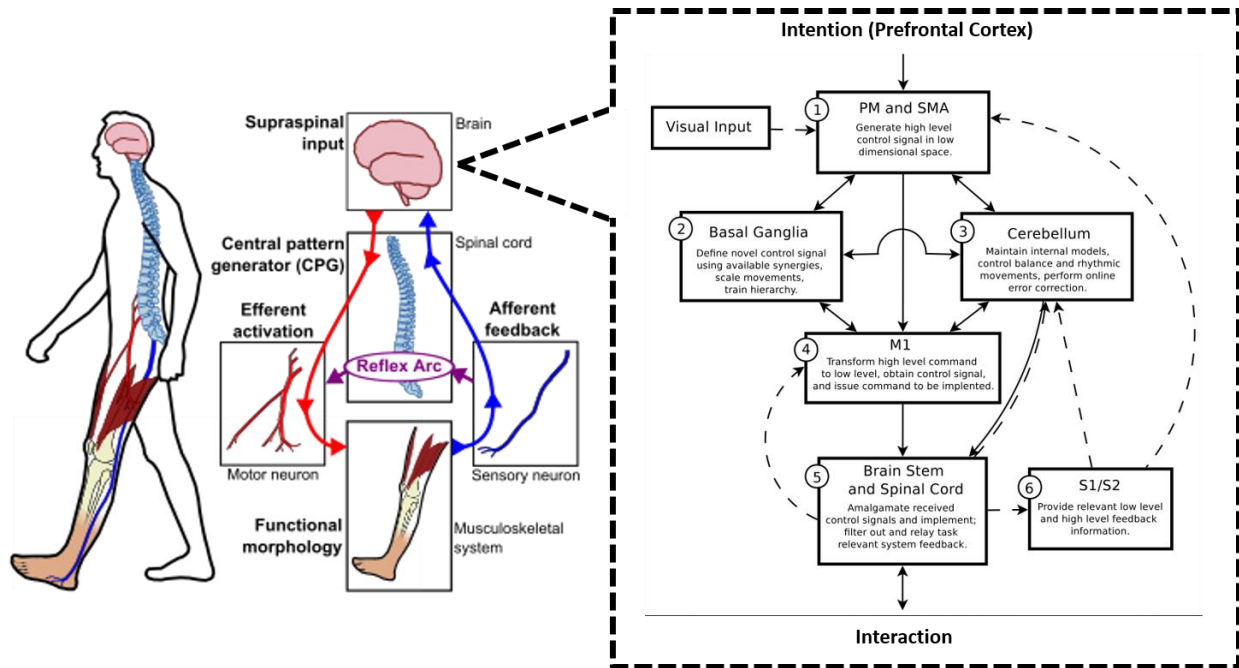 Supraspinal
input
Brain
Central pattern
generator (CPG)
Spinal cord
Efferent
activation
Afferent
feedback
Reflex Arc
Motor neuron
Sensory neuron
Functional
morphology
Musculoskeletal
system
Intention (Prefrontal Cortex)
Visual Input
1
PM and SMA
Generate high level
control signal in low
dimensional space.
2
Basal Ganglia
Define novel control signal
using available synergies,
scale movements,
train hierarchy.
3
Cerebellum
Maintain internal models,
control balance and rhythmic
movements, perform online
error correction.
4
M1
Transform high level command
to low level, obtain control signal,
and issue command to be implented.
5
Brain Stem
and Spinal Cord
Amalgamate received
control signals and implement;
filter out and relay task
relevant system feedback.
6
S1/S2
Provide relevant low level
and high level feedback
information.
Interaction